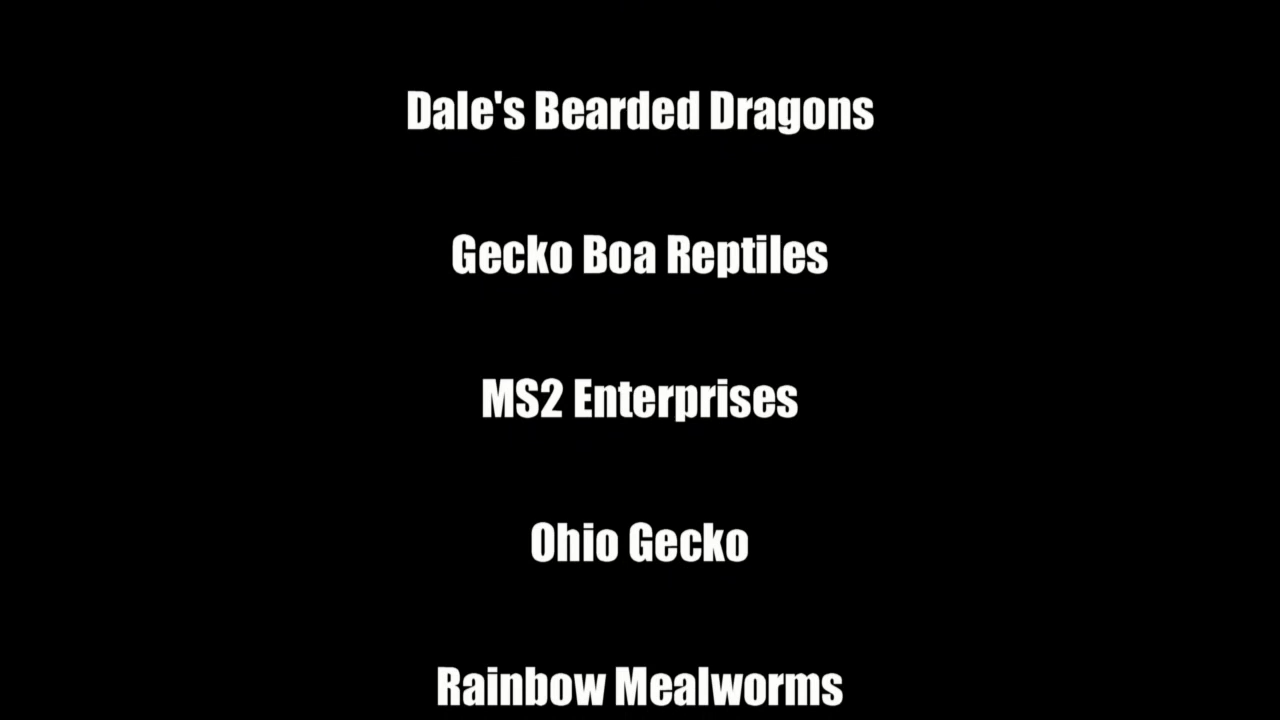 Dale's Bearded Dragons
Gecko Boa Reptiles
MS2 Enterprises
Ohio Gecko
Rainbow Mealworms